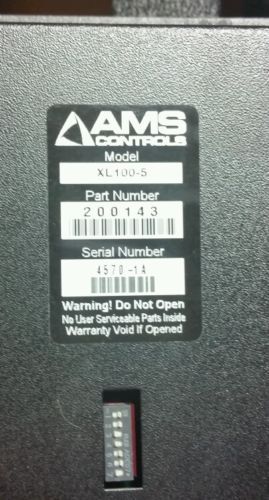 AMS
CONTROLS
Model
XL100-5
Part Number
200143
Serial Number
4570-1A
Warning! Do Not Open
No User Serviceable Parts Inside
Warranty Void If Opened